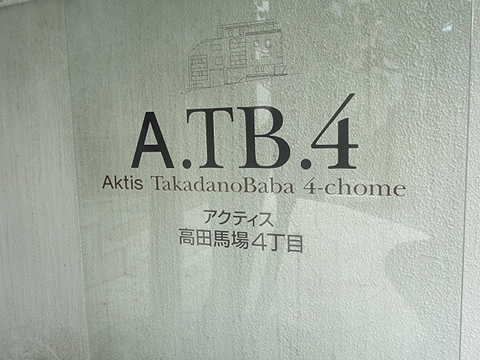 A.TB.4
Aktis TakadanoBaba 4-chome
アクティス
高田馬場4丁目